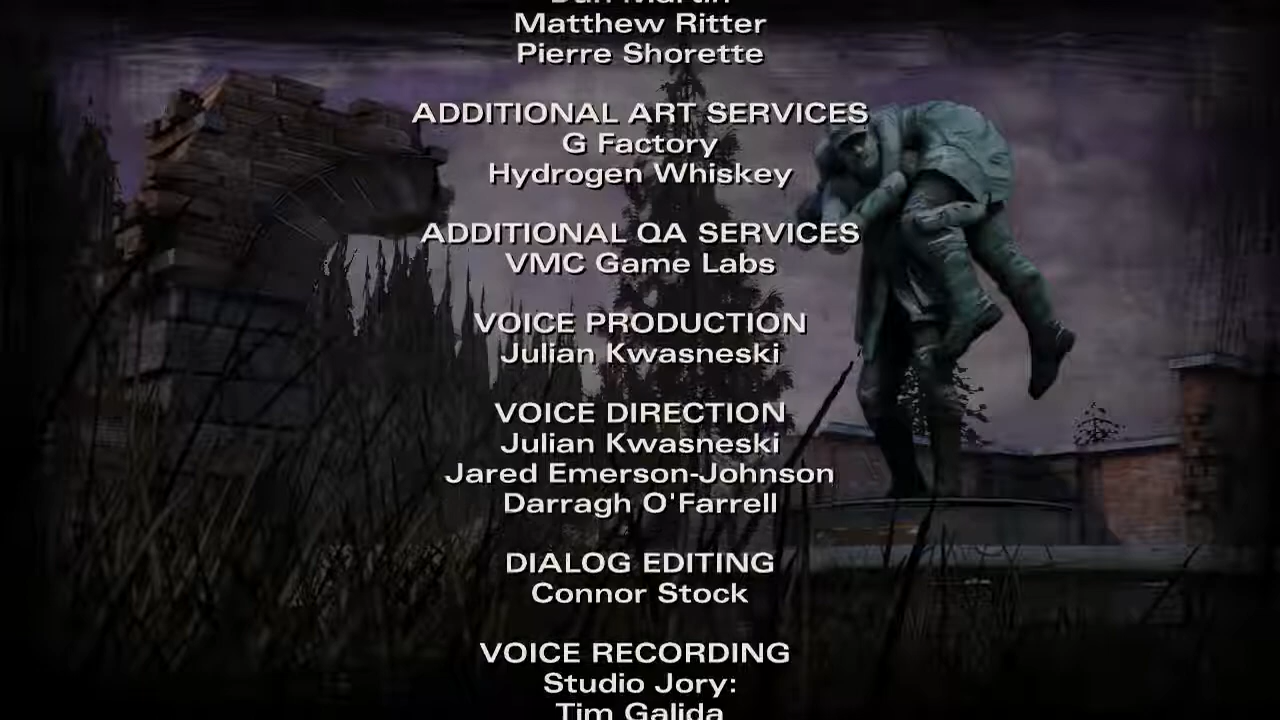 Dan Martin
Matthew Ritter
Pierre Shorette
ADDITIONAL ART SERVICES
G Factory
Hydrogen Whiskey
ADDITIONAL QA SERVICES
VMC Game Labs
VOICE PRODUCTION
Julian Kwasneski
VOICE DIRECTION
Julian Kwasneski
Jared Emerson-Johnson
Darragh O'Farrell
DIALOG EDITING
Connor Stock
VOICE RECORDING
Studio Jory:
Tim Galida